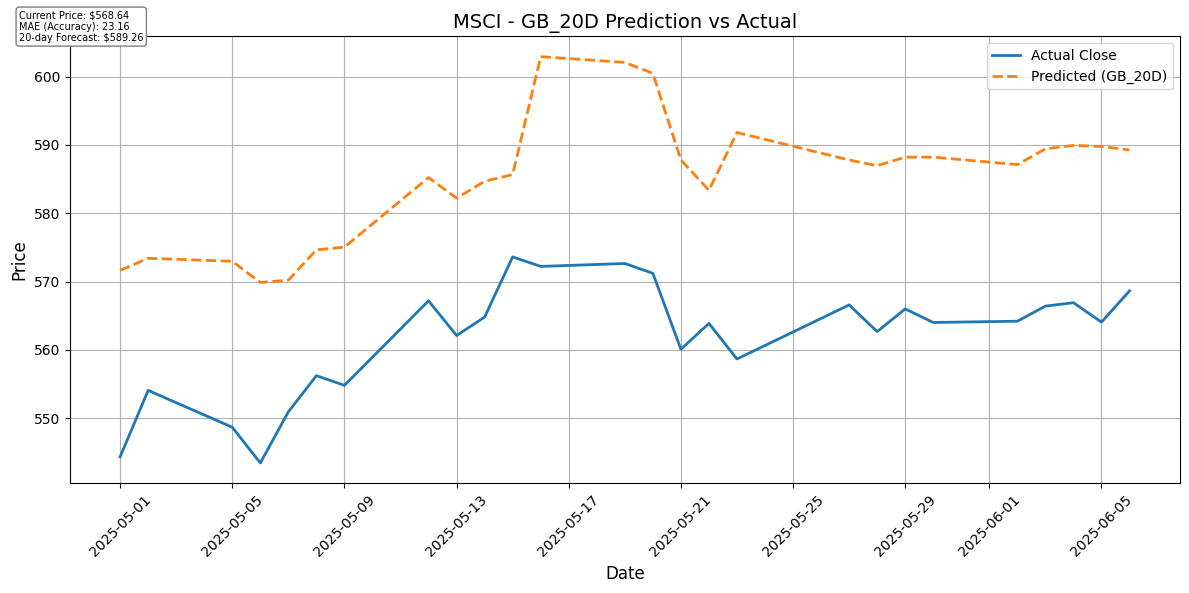 MSCI - GB_20D Prediction vs Actual
Current Price: $568.64
MAE (Accuracy): 23.16
20-day Forecast: $589.26
Actual Close
Predicted (GB_20D)
Price
600
590
580
570
560
550
2025-05-01
2025-05-05
2025-05-09
2025-05-13
2025-05-17
2025-05-21
2025-05-25
2025-05-29
2025-06-01
2025-06-05
Date